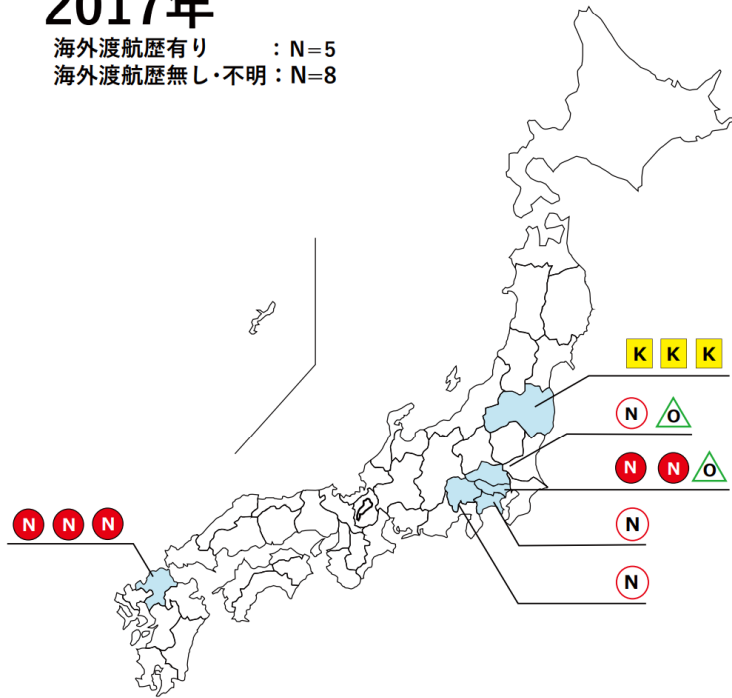 2017年
海外渡航歴有り　　　：N=5
海外渡航歴無し・不明：N=8
K K K
N O
N N O
N N N
N
N